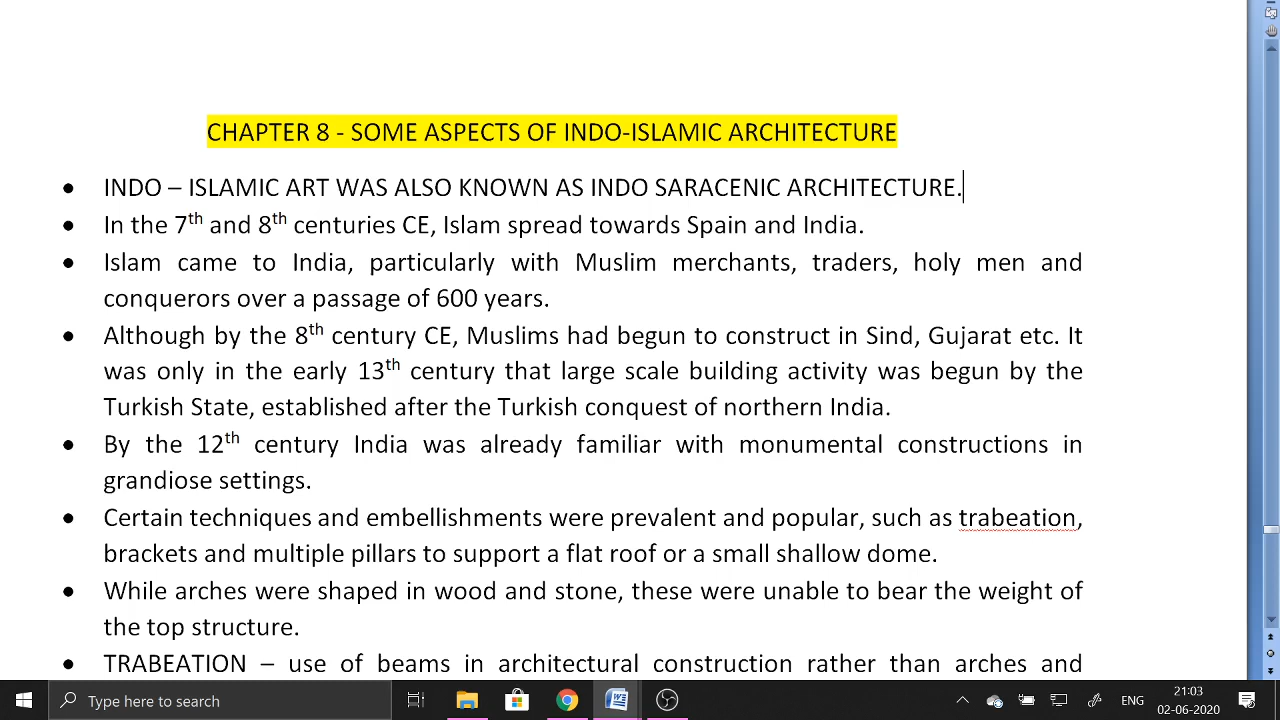 CHAPTER 8 - SOME ASPECTS OF INDO-ISLAMIC ARCHITECTURE
• INDO – ISLAMIC ART WAS ALSO KNOWN AS INDO SARACENIC ARCHITECTURE.
• In the 7th and 8th centuries CE, Islam spread towards Spain and India.
• Islam came to India, particularly with Muslim merchants, traders, holy men and
conquerors over a passage of 600 years.
• Although by the 8th century CE, Muslims had begun to construct in Sind, Gujarat etc. It
was only in the early 13th century that large scale building activity was begun by the
Turkish State, established after the Turkish conquest of northern India.
• By the 12th century India was already familiar with monumental constructions in
grandiose settings.
• Certain techniques and embellishments were prevalent and popular, such as trabeation,
brackets and multiple pillars to support a flat roof or a small shallow dome.
• While arches were shaped in wood and stone, these were unable to bear the weight of
the top structure.
• TRABEATION – use of beams in architectural construction rather than arches and
Type here to search
ENG
21:03
02-06-2020